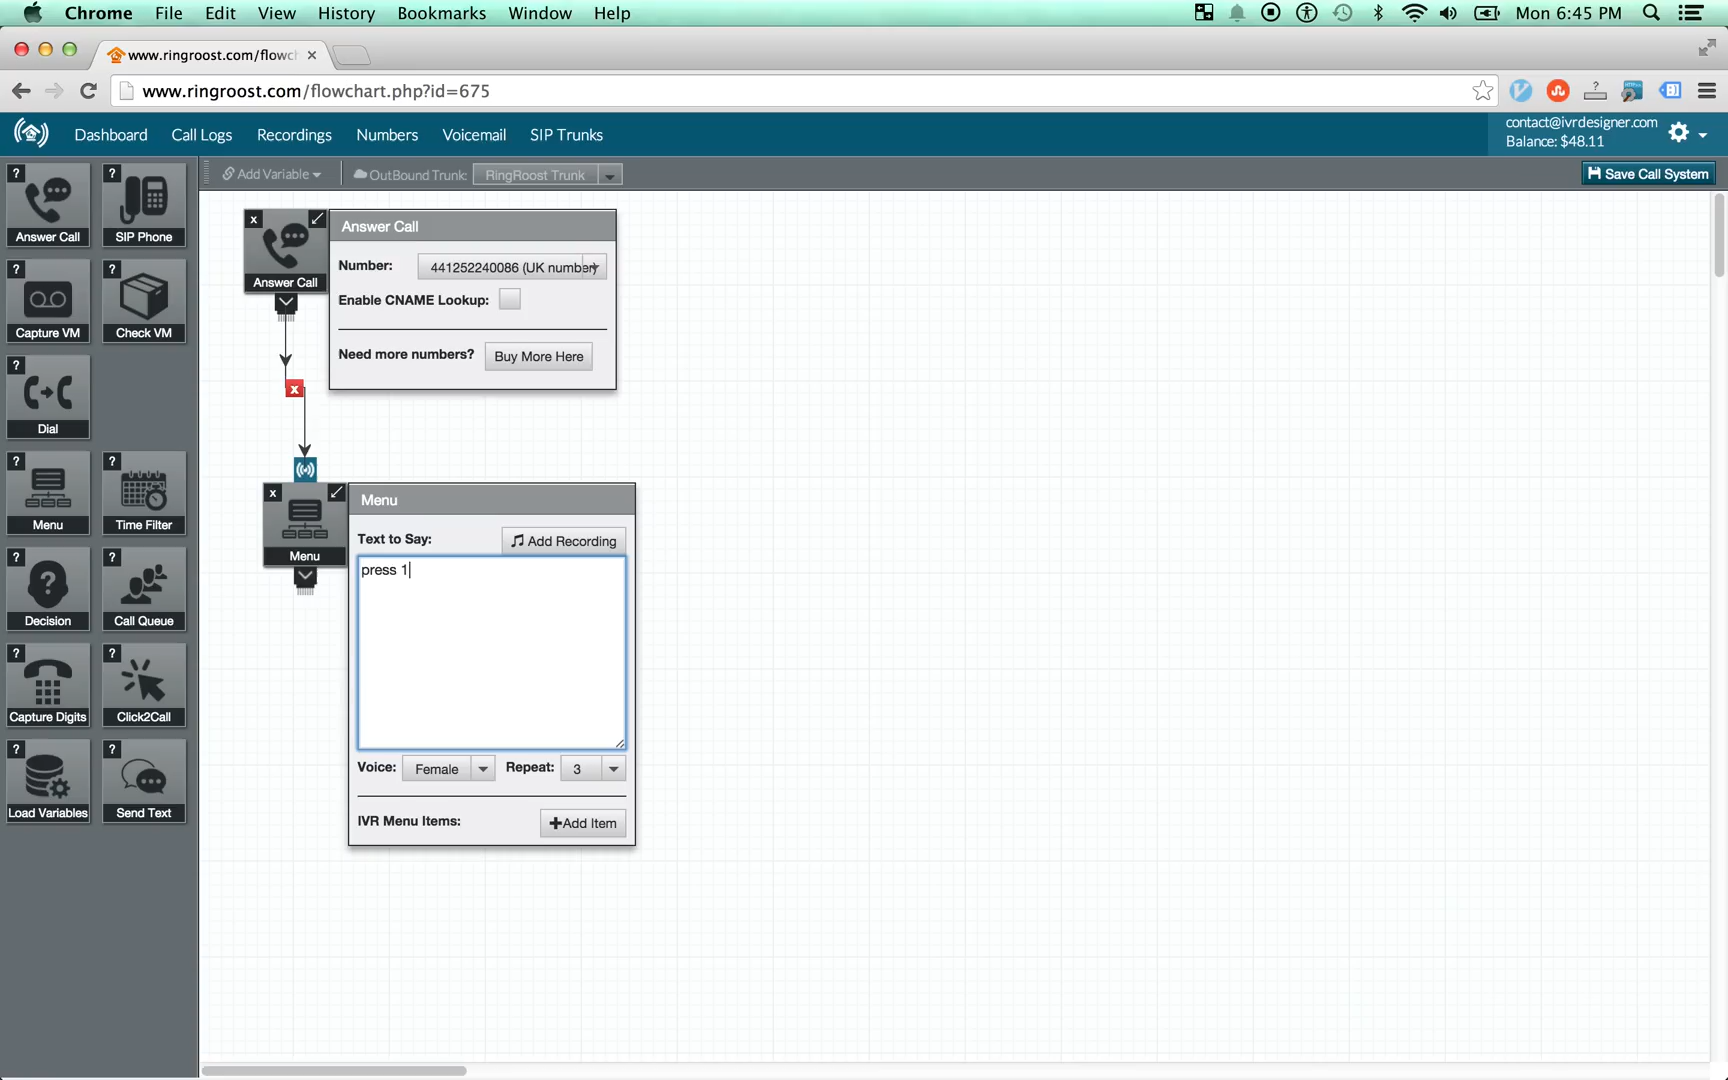 Chrome File Edit View History Bookmarks Window Help Mon 6:45 PM
www.ringroost.com/flowc x
www.ringroost.com/flowchart.php?id=675
Dashboard Call Logs Recordings Numbers Voicemail SIP Trunks
contact@ivrdesigner.com
Balance: $48.11
Add Variable OutBound Trunk: RingRoost Trunk Save Call System
? ?
Answer Call SIP Phone
? ?
Capture VM Check VM
?
Dial
? ?
Menu Time Filter
? ?
Decision Call Queue
? ?
Capture Digits Click2Call
? ?
Load Variables Send Text
x
Answer Call
Answer Call
Number: 441252240086 (UK number)
Enable CNAME Lookup:
Need more numbers? Buy More Here
x
x
Menu
Menu
Text to Say: Add Recording
press 1
Voice: Female Repeat: 3
IVR Menu Items: +Add Item